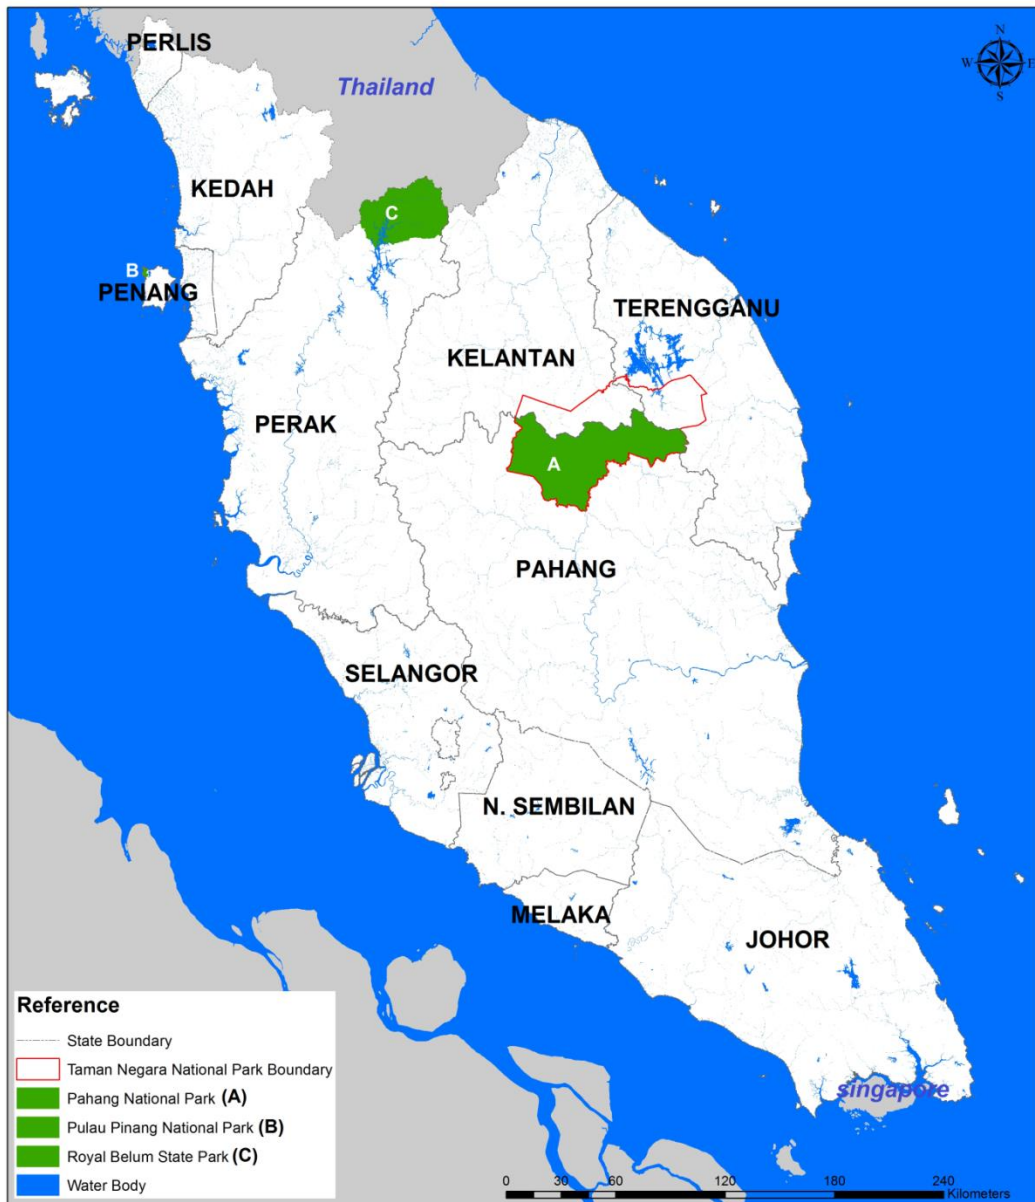 PERLIS
N
W E
S
Thailand
KEDAH
C
B
PENANG
TERENGGANU
KELANTAN
PERAK
A
PAHANG
SELANGOR
N. SEMBILAN
MELAKA
JOHOR
singapore
Reference
State Boundary
Taman Negara National Park Boundary
Pahang National Park (A)
Pulau Pinang National Park (B)
Royal Belum State Park (C)
Water Body
0 30 60 120 180 240
Kilometers